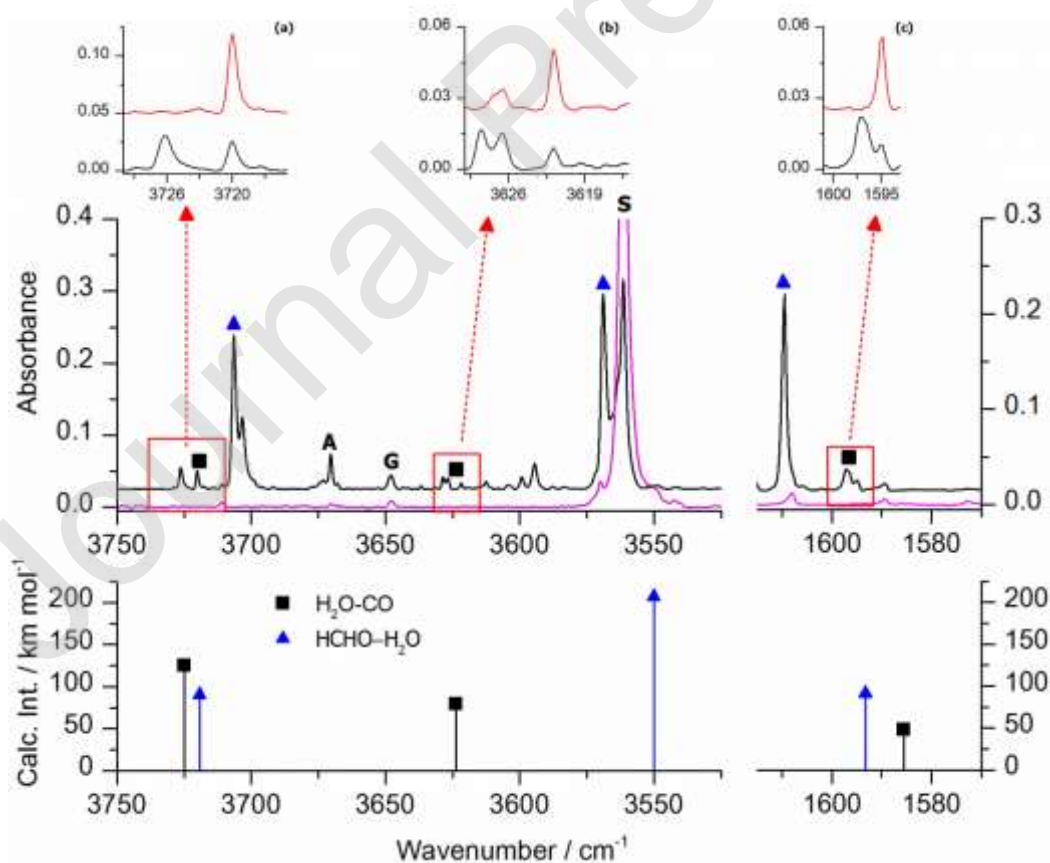 (a)
0.10
0.05
0.00
3726 3720
(b)
0.06
0.03
0.00
3626 3619
(c)
0.06
0.03
0.00
1600 1595
Journal Pre
Absorbance
0.4
0.3
0.2
0.1
0.0
A
G
S
0.3
0.2
0.1
0.0
3750 3700 3650 3600 3550
1600 1580
Calc. Int. / km mol⁻¹
200
150
100
50
0
H₂O-CO
HCHO–H₂O
200
150
100
50
0
3750 3700 3650 3600 3550
1600 1580
Wavenumber / cm⁻¹